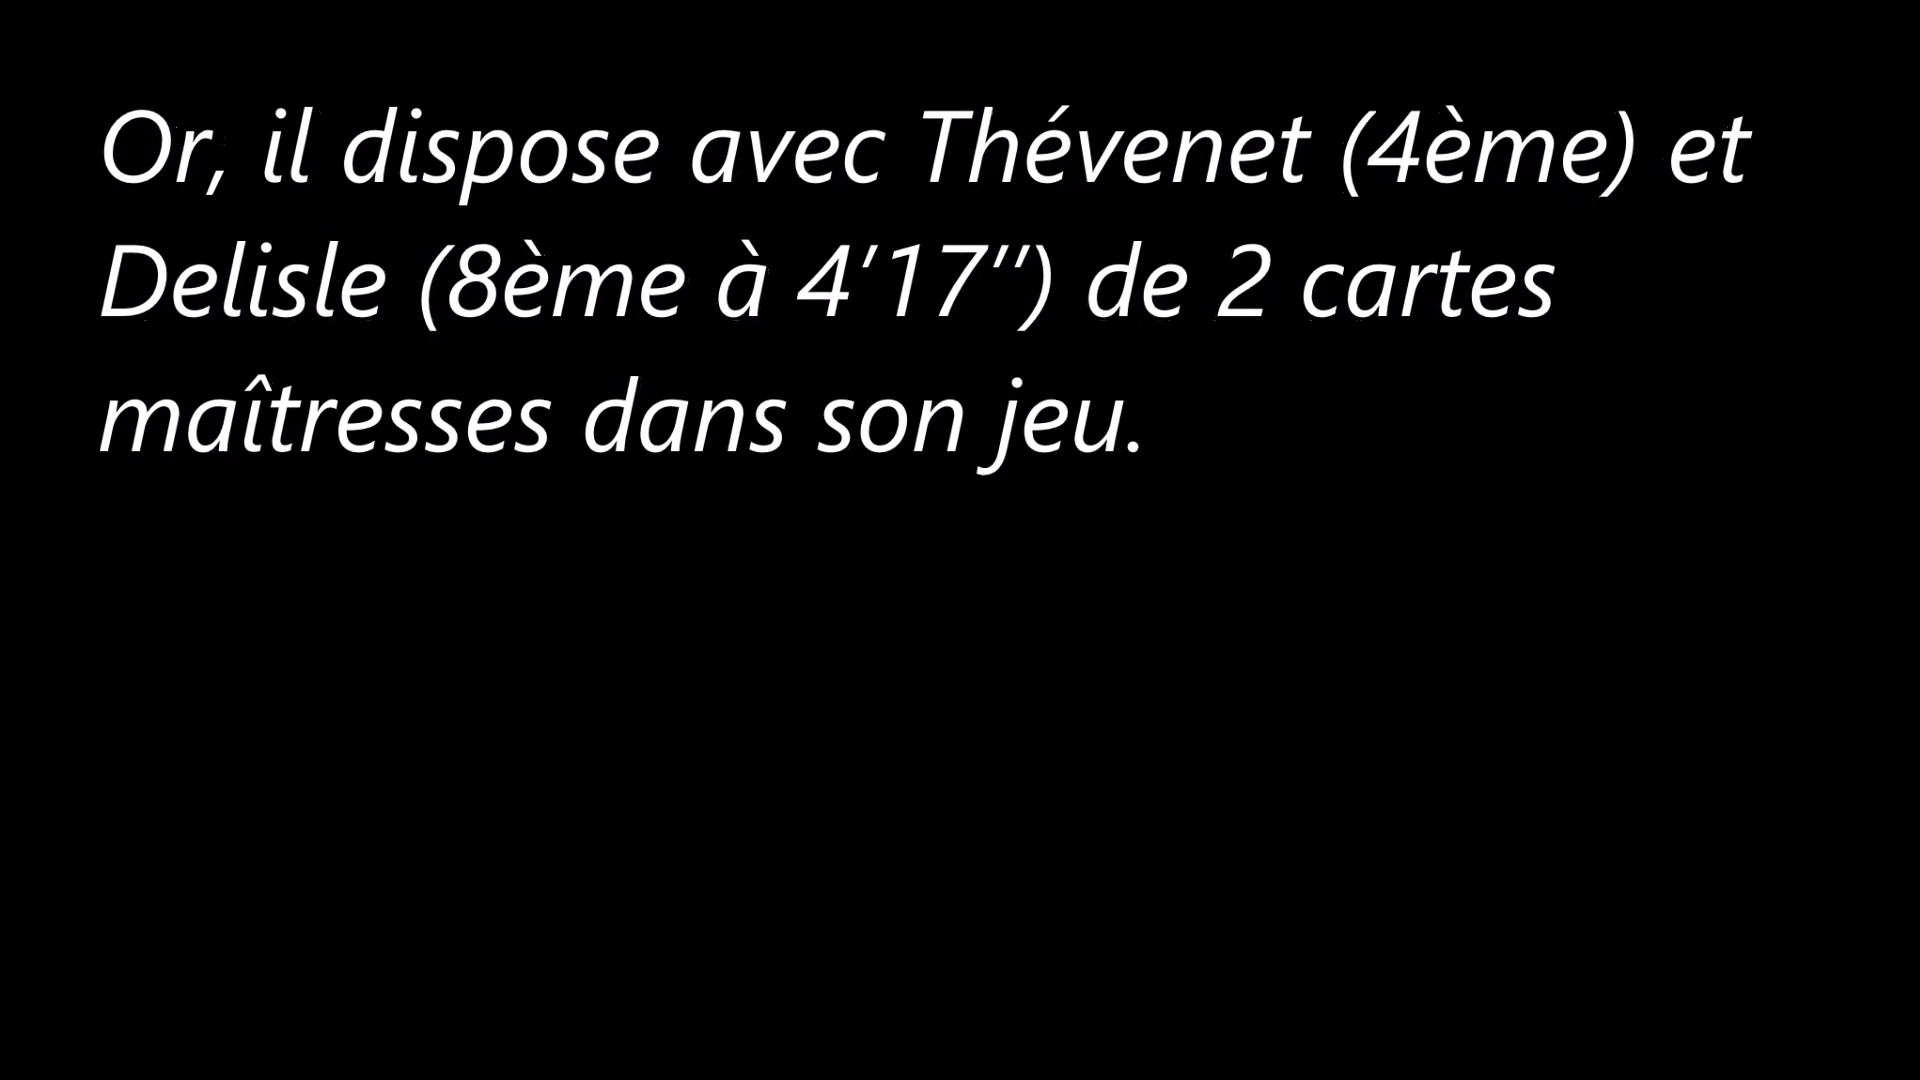 Or, il dispose avec Thévenet (4ème) et
Delisle (8ème à 4’17’’) de 2 cartes
maîtresses dans son jeu.